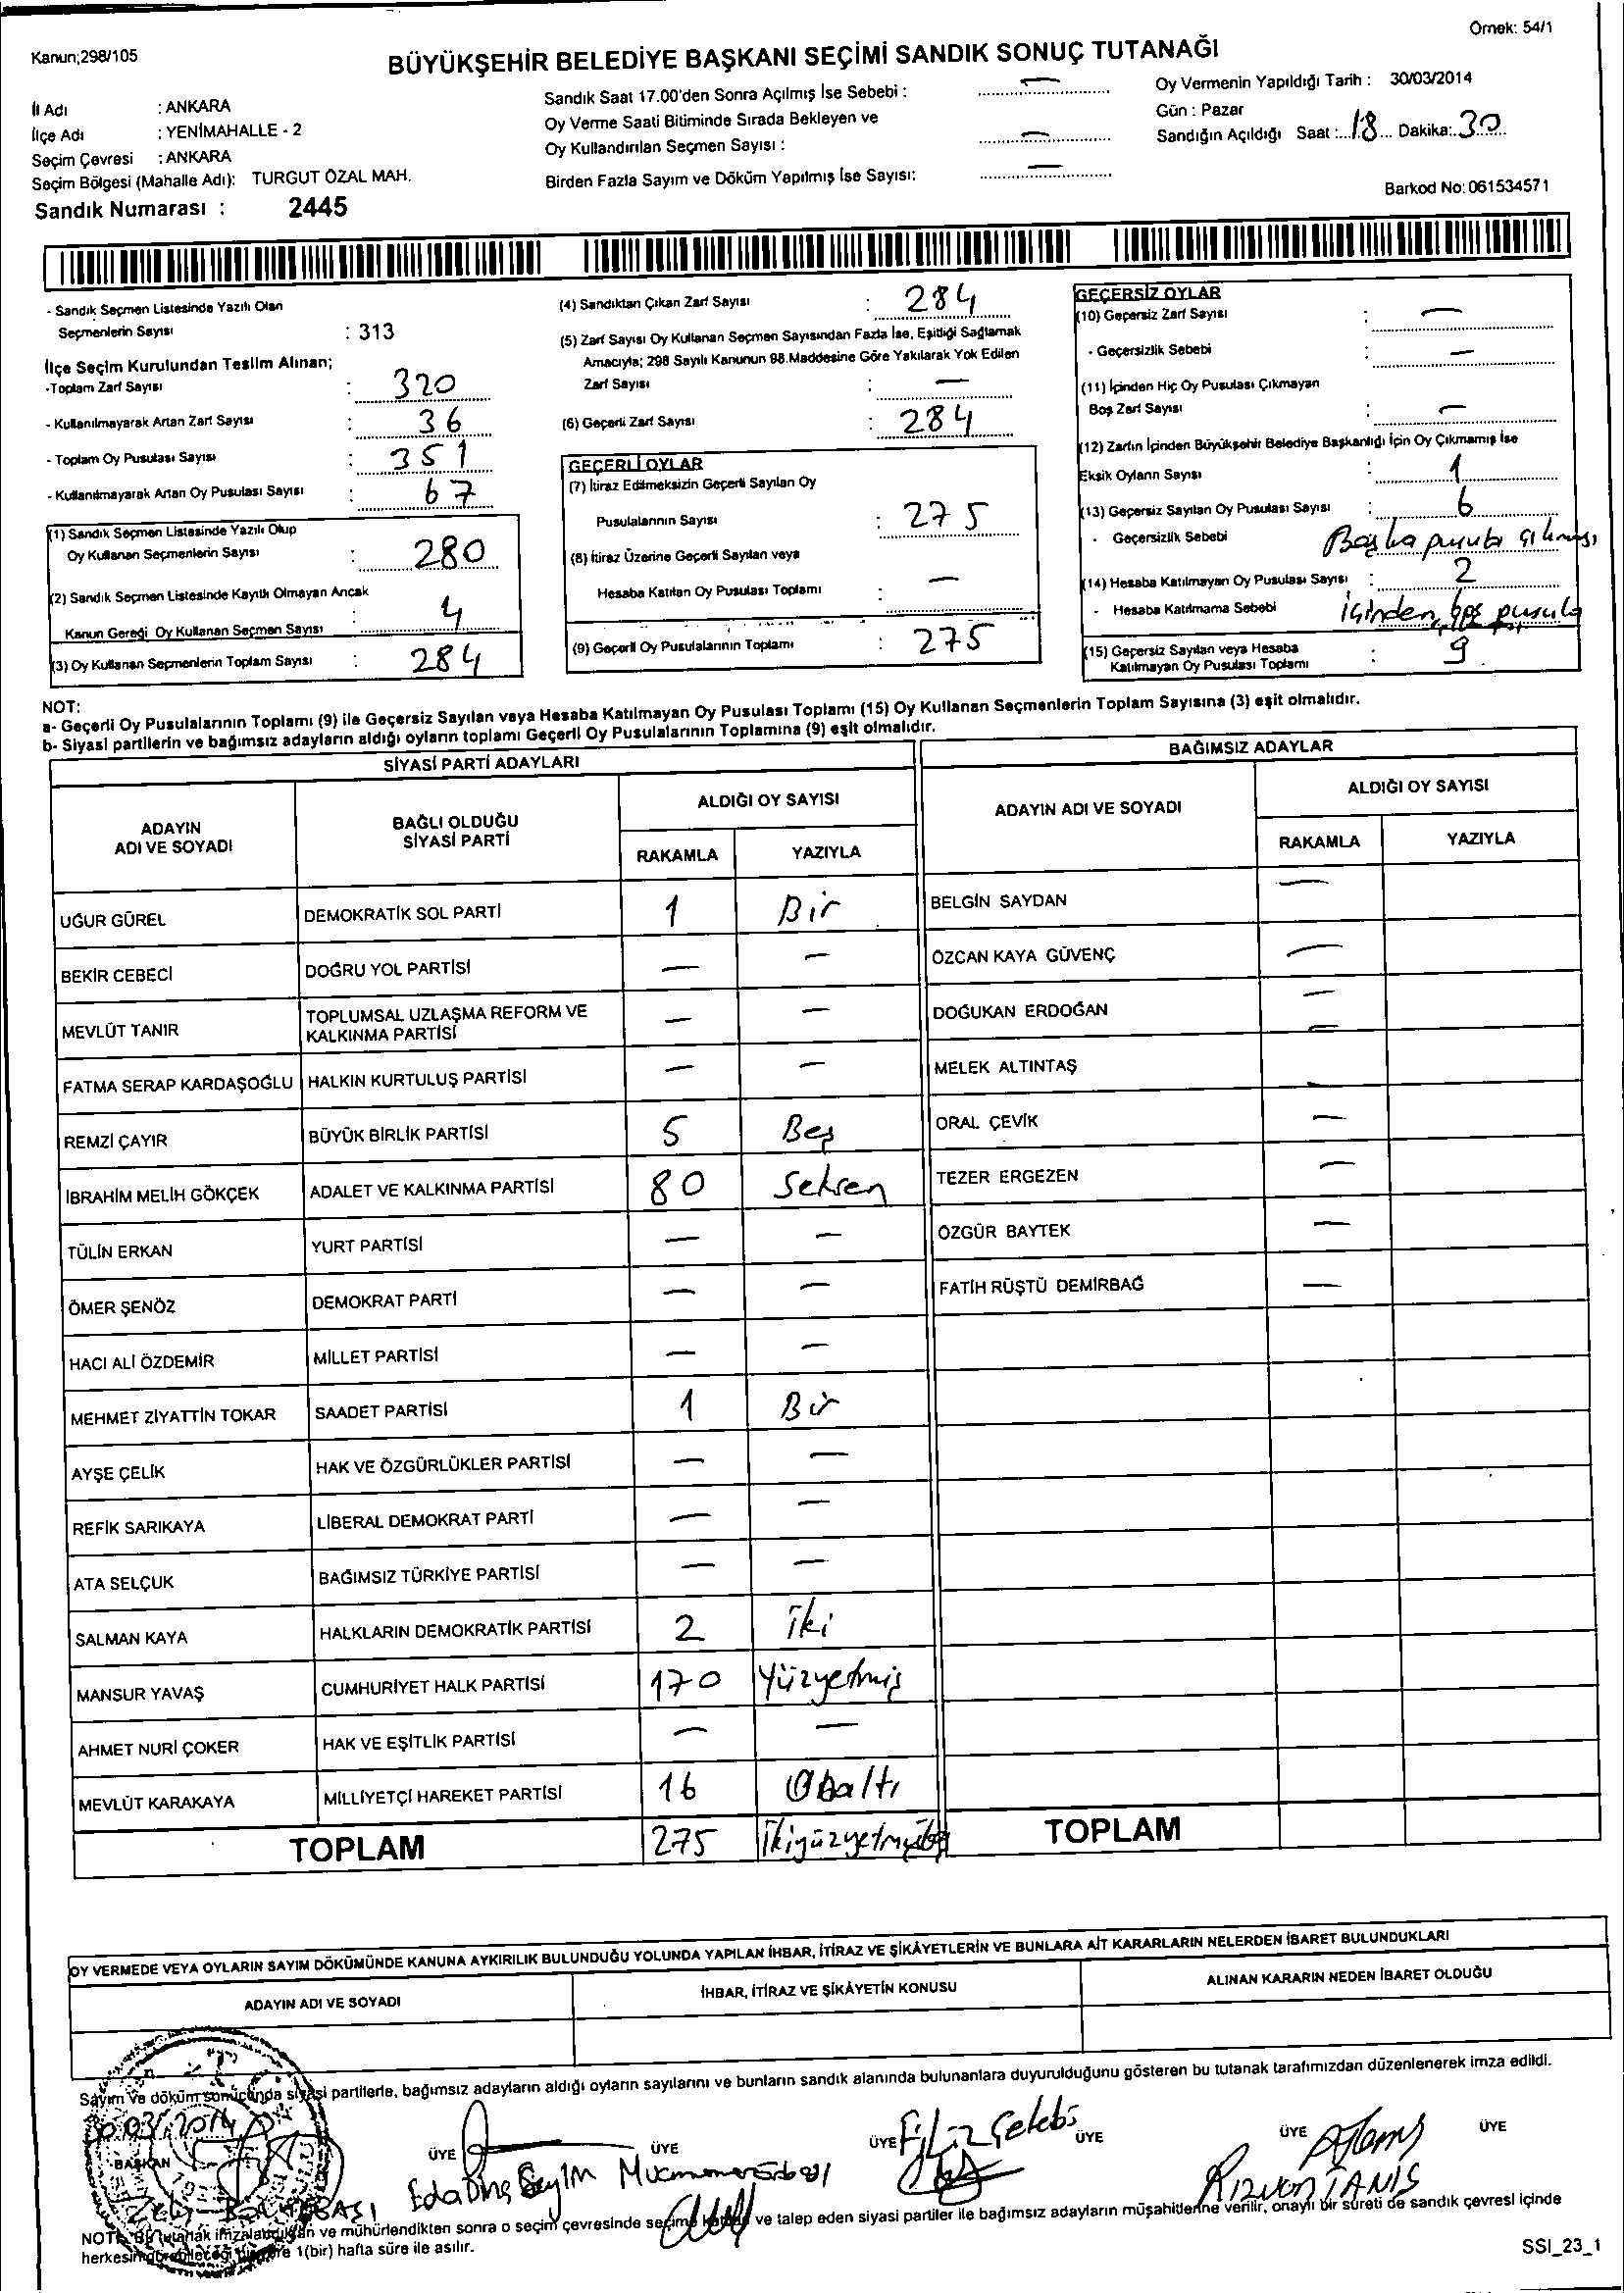 Örnek: 54/1
Kanun;298/105
BÜYÜKŞEHİR BELEDİYE BAŞKANI SEÇİMİ SANDIK SONUÇ TUTANAĞI
İl Adı : ANKARA
İlçe Adı : YENİMAHALLE - 2
Seçim Çevresi : ANKARA
Seçim Bölgesi (Mahalle Adı): TURGUT ÖZAL MAH.
Sandık Numarası : 2445
Sandık Saat 17.00'den Sonra Açılmış İse Sebebi : —
Oy Verme Saati Bitiminde Sırada Bekleyen ve
Oy Kullandırılan Seçmen Sayısı : —
Birden Fazla Sayım ve Döküm Yapılmış İse Sayısı: —
Oy Vermenin Yapıldığı Tarih : 30/03/2014
Gün : Pazar
Sandığın Açıldığı Saat : 18 Dakika: 30
Barkod No: 061534571
- Sandık Seçmen Listesinde Yazılı Olan
Seçmenlerin Sayısı : 313
İlçe Seçim Kurulundan Teslim Alınan;
-Toplam Zarf Sayısı : 320
- Kullanılmayarak Artan Zarf Sayısı : 36
- Toplam Oy Pusulası Sayısı : 351
- Kullanılmayarak Artan Oy Pusulası Sayısı : 67
(1) Sandık Seçmen Listesinde Yazılı Olup
Oy Kullanan Seçmenlerin Sayısı : 280
(2) Sandık Seçmen Listesinde Kayıtlı Olmayan Ancak
Kanun Gereği Oy Kullanan Seçmen Sayısı : 4
(3) Oy Kullanan Seçmenlerin Toplam Sayısı : 284
(4) Sandıktan Çıkan Zarf Sayısı : 284
(5) Zarf Sayısı Oy Kullanan Seçmen Sayısından Fazla İse, Eşitliği Sağlamak
Amacıyla; 298 Sayılı Kanunun 98.Maddesine Göre Yakılarak Yok Edilen
Zarf Sayısı : —
(6) Geçerli Zarf Sayısı : 284
GEÇERLİ OYLAR
(7) İtiraz Edilmeksizin Geçerli Sayılan Oy
Pusulalarının Sayısı : 275
(8) İtiraz Üzerine Geçerli Sayılan veya
Hesaba Katılan Oy Pusulası Toplamı : —
(9) Geçerli Oy Pusulalarının Toplamı : 275
GEÇERSİZ OYLAR
(10) Geçersiz Zarf Sayısı : —
- Geçersizlik Sebebi : —
(11) İçinden Hiç Oy Pusulası Çıkmayan
Boş Zarf Sayısı : —
(12) Zarfın İçinden Büyükşehir Belediye Başkanlığı İçin Oy Çıkmamış İse
Eksik Oyların Sayısı : 1
(13) Geçersiz Sayılan Oy Pusulası Sayısı : 6
- Geçersizlik Sebebi Başka pusula çıkması
(14) Hesaba Katılmayan Oy Pusulası Sayısı : 2
- Hesaba Katılmama Sebebi içinden boş pusula
(15) Geçersiz Sayılan veya Hesaba
Katılmayan Oy Pusulası Toplamı : 9
NOT:
a- Geçerli Oy Pusulalarının Toplamı (9) ile Geçersiz Sayılan veya Hesaba Katılmayan Oy Pusulası Toplamı (15) Oy Kullanan Seçmenlerin Toplam Sayısına (3) eşit olmalıdır.
b- Siyasi partilerin ve bağımsız adayların aldığı oyların toplamı Geçerli Oy Pusulalarının Toplamına (9) eşit olmalıdır.
SİYASİ PARTİ ADAYLARI
ADAYIN ADI VE SOYADI BAĞLI OLDUĞU SİYASİ PARTİ ALDIĞI OY SAYISI
RAKAMLA YAZIYLA
UĞUR GÜREL DEMOKRATİK SOL PARTİ 1 Bir
BEKİR CEBECİ DOĞRU YOL PARTİSİ — —
MEVLÜT TANIR TOPLUMSAL UZLAŞMA REFORM VE KALKINMA PARTİSİ — —
FATMA SERAP KARDAŞOĞLU HALKIN KURTULUŞ PARTİSİ — —
REMZİ ÇAYIR BÜYÜK BİRLİK PARTİSİ 5 Beş
İBRAHİM MELİH GÖKÇEK ADALET VE KALKINMA PARTİSİ 80 Seksen
TÜLİN ERKAN YURT PARTİSİ — —
ÖMER ŞENÖZ DEMOKRAT PARTİ — —
HACI ALİ ÖZDEMİR MİLLET PARTİSİ — —
MEHMET ZİYATTİN TOKAR SAADET PARTİSİ 1 Bir
AYŞE ÇELİK HAK VE ÖZGÜRLÜKLER PARTİSİ — —
REFİK SARIKAYA LİBERAL DEMOKRAT PARTİ — —
ATA SELÇUK BAĞIMSIZ TÜRKİYE PARTİSİ — —
SALMAN KAYA HALKLARIN DEMOKRATİK PARTİSİ 2 İki
MANSUR YAVAŞ CUMHURİYET HALK PARTİSİ 170 Yüzyetmiş
AHMET NURİ ÇOKER HAK VE EŞİTLİK PARTİSİ — —
MEVLÜT KARAKAYA MİLLİYETÇİ HAREKET PARTİSİ 16 Onaltı
TOPLAM 275 İkiyüzyetmişbeş
BAĞIMSIZ ADAYLAR
ADAYIN ADI VE SOYADI ALDIĞI OY SAYISI
RAKAMLA YAZIYLA
BELGİN SAYDAN —
ÖZCAN KAYA GÜVENÇ —
DOĞUKAN ERDOĞAN —
MELEK ALTINTAŞ —
ORAL ÇEVİK —
TEZER ERGEZEN —
ÖZGÜR BAYTEK —
FATİH RÜŞTÜ DEMİRBAĞ —
TOPLAM
OY VERMEDE VEYA OYLARIN SAYIM DÖKÜMÜNDE KANUNA AYKIRILIK BULUNDUĞU YOLUNDA YAPILAN İHBAR, İTİRAZ VE ŞİKÂYETLERİN VE BUNLARA AİT KARARLARIN NELERDEN İBARET BULUNDUKLARI
ADAYIN ADI VE SOYADI İHBAR, İTİRAZ VE ŞİKÂYETİN KONUSU ALINAN KARARIN NEDEN İBARET OLDUĞU
Sayım ve döküm sonucunda siyasi partilerle, bağımsız adayların aldığı oyların sayılarını ve bunların sandık alanında bulunanlara duyurulduğunu gösteren bu tutanak tarafımızdan düzenlenerek imza edildi.
30/03/2014
BAŞKAN ÜYE ÜYE ÜYE ÜYE ÜYE ÜYE
Filiz Çelebi
Eda
RIZVAN TANIŞ
NOT: Bu tutanak imzalandıktan ve mühürlendikten sonra o seçim çevresinde seçime katılan ve talep eden siyasi partiler ile bağımsız adayların müşahitlerine verilir, onaylı bir sureti de sandık çevresi içinde
herkesin görebileceği bir yere 1(bir) hafta süre ile asılır.
SSI_23_1